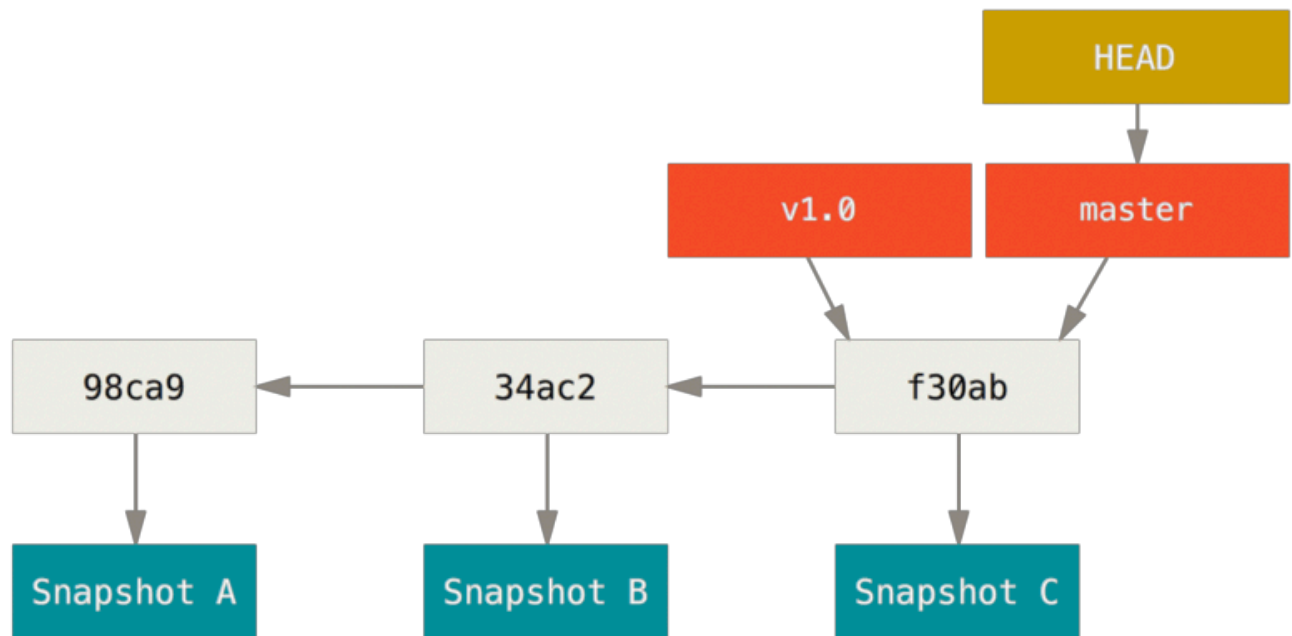 HEAD
v1.0
master
98ca9
34ac2
f30ab
Snapshot A
Snapshot B
Snapshot C